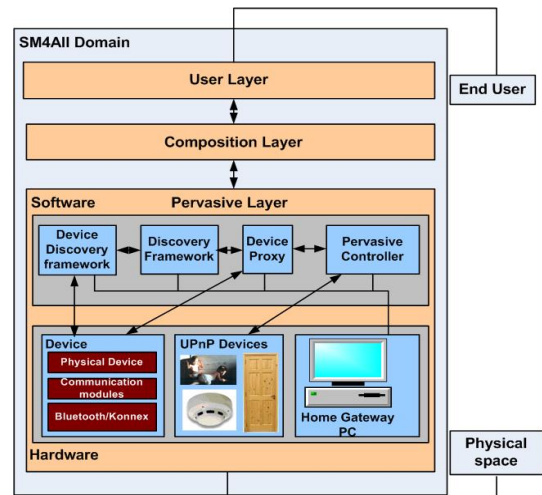 SM4All Domain
User Layer
End User
Composition Layer
Software
Pervasive Layer
Device
Discovery
framework
Discovery
Framework
Device
Proxy
Pervasive
Controller
Device
Physical Device
Communication
modules
Bluetooth/Konnex
UPnP Devices
Home Gateway
PC
Hardware
Physical
space